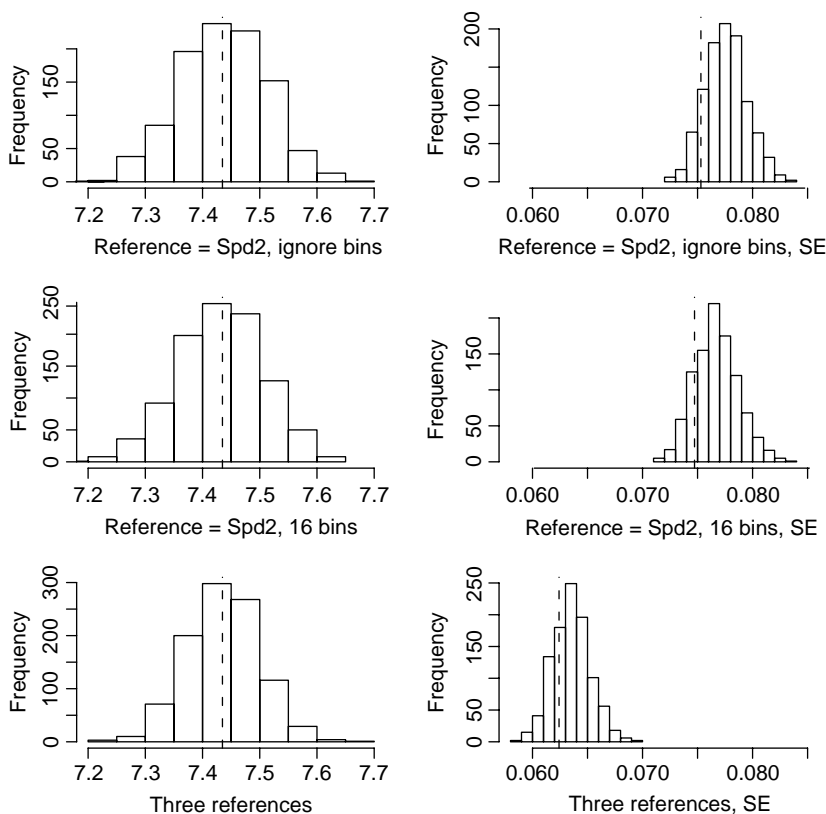 Frequency
0 50 150
7.2 7.3 7.4 7.5 7.6 7.7
Reference = Spd2, ignore bins
Frequency
0 50 100 200
0.060 0.070 0.080
Reference = Spd2, ignore bins, SE
Frequency
0 50 150 250
7.2 7.3 7.4 7.5 7.6 7.7
Reference = Spd2, 16 bins
Frequency
0 50 150
0.060 0.070 0.080
Reference = Spd2, 16 bins, SE
Frequency
0 100 200 300
7.2 7.3 7.4 7.5 7.6 7.7
Three references
Frequency
0 50 150 250
0.060 0.070 0.080
Three references, SE